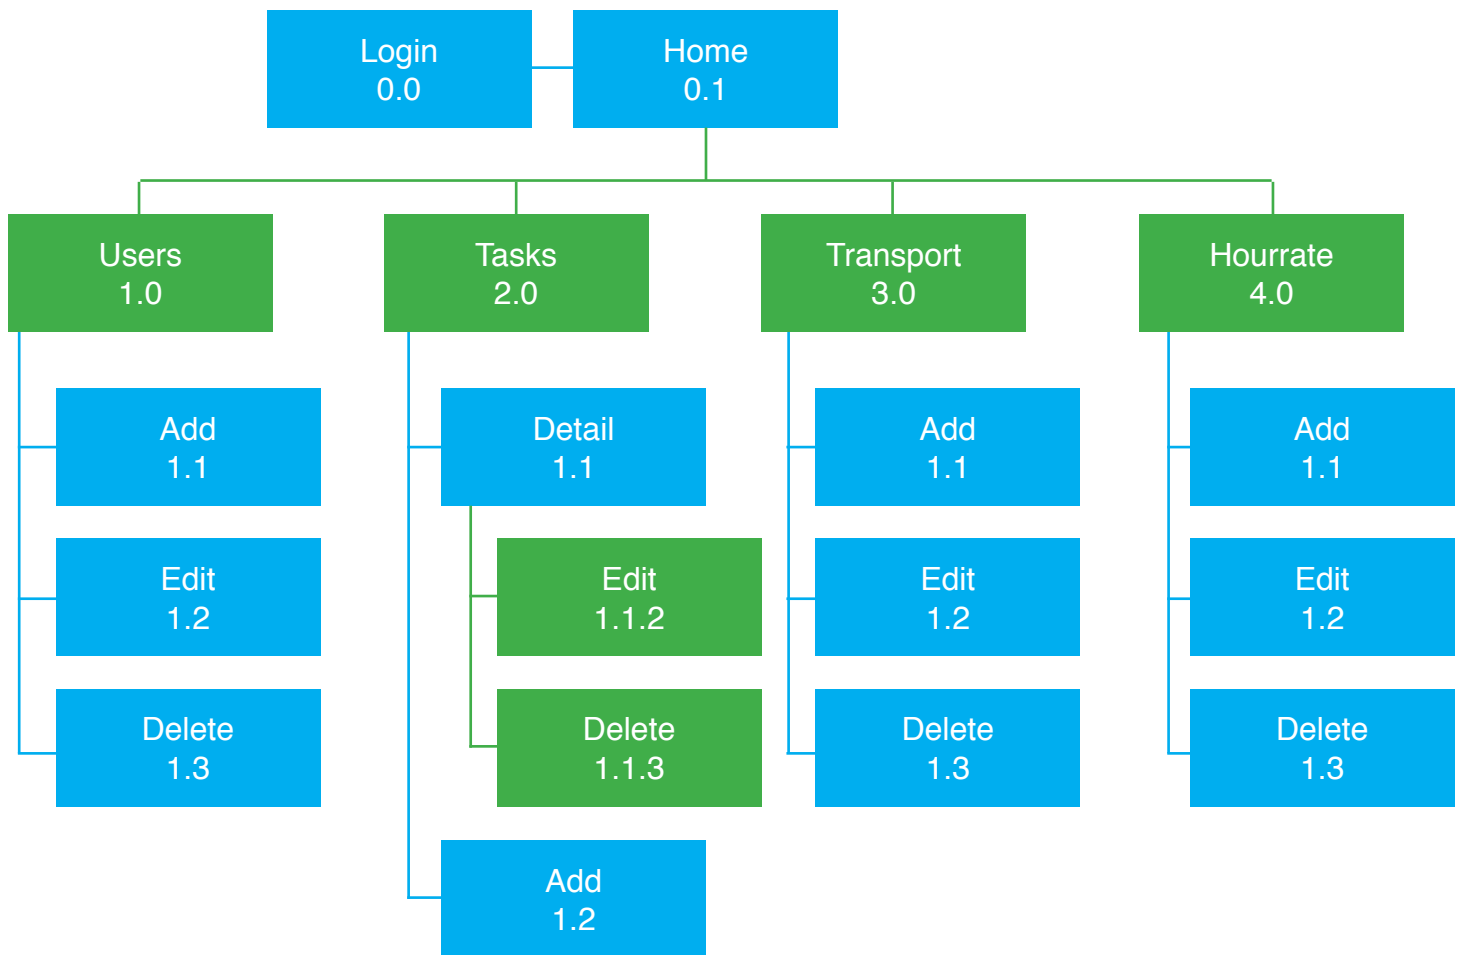 Login
0.0
Home
0.1
Users
1.0
Tasks
2.0
Transport
3.0
Hourrate
4.0
Add
1.1
Detail
1.1
Add
1.1
Add
1.1
Edit
1.2
Edit
1.1.2
Edit
1.2
Edit
1.2
Delete
1.3
Delete
1.1.3
Delete
1.3
Delete
1.3
Add
1.2